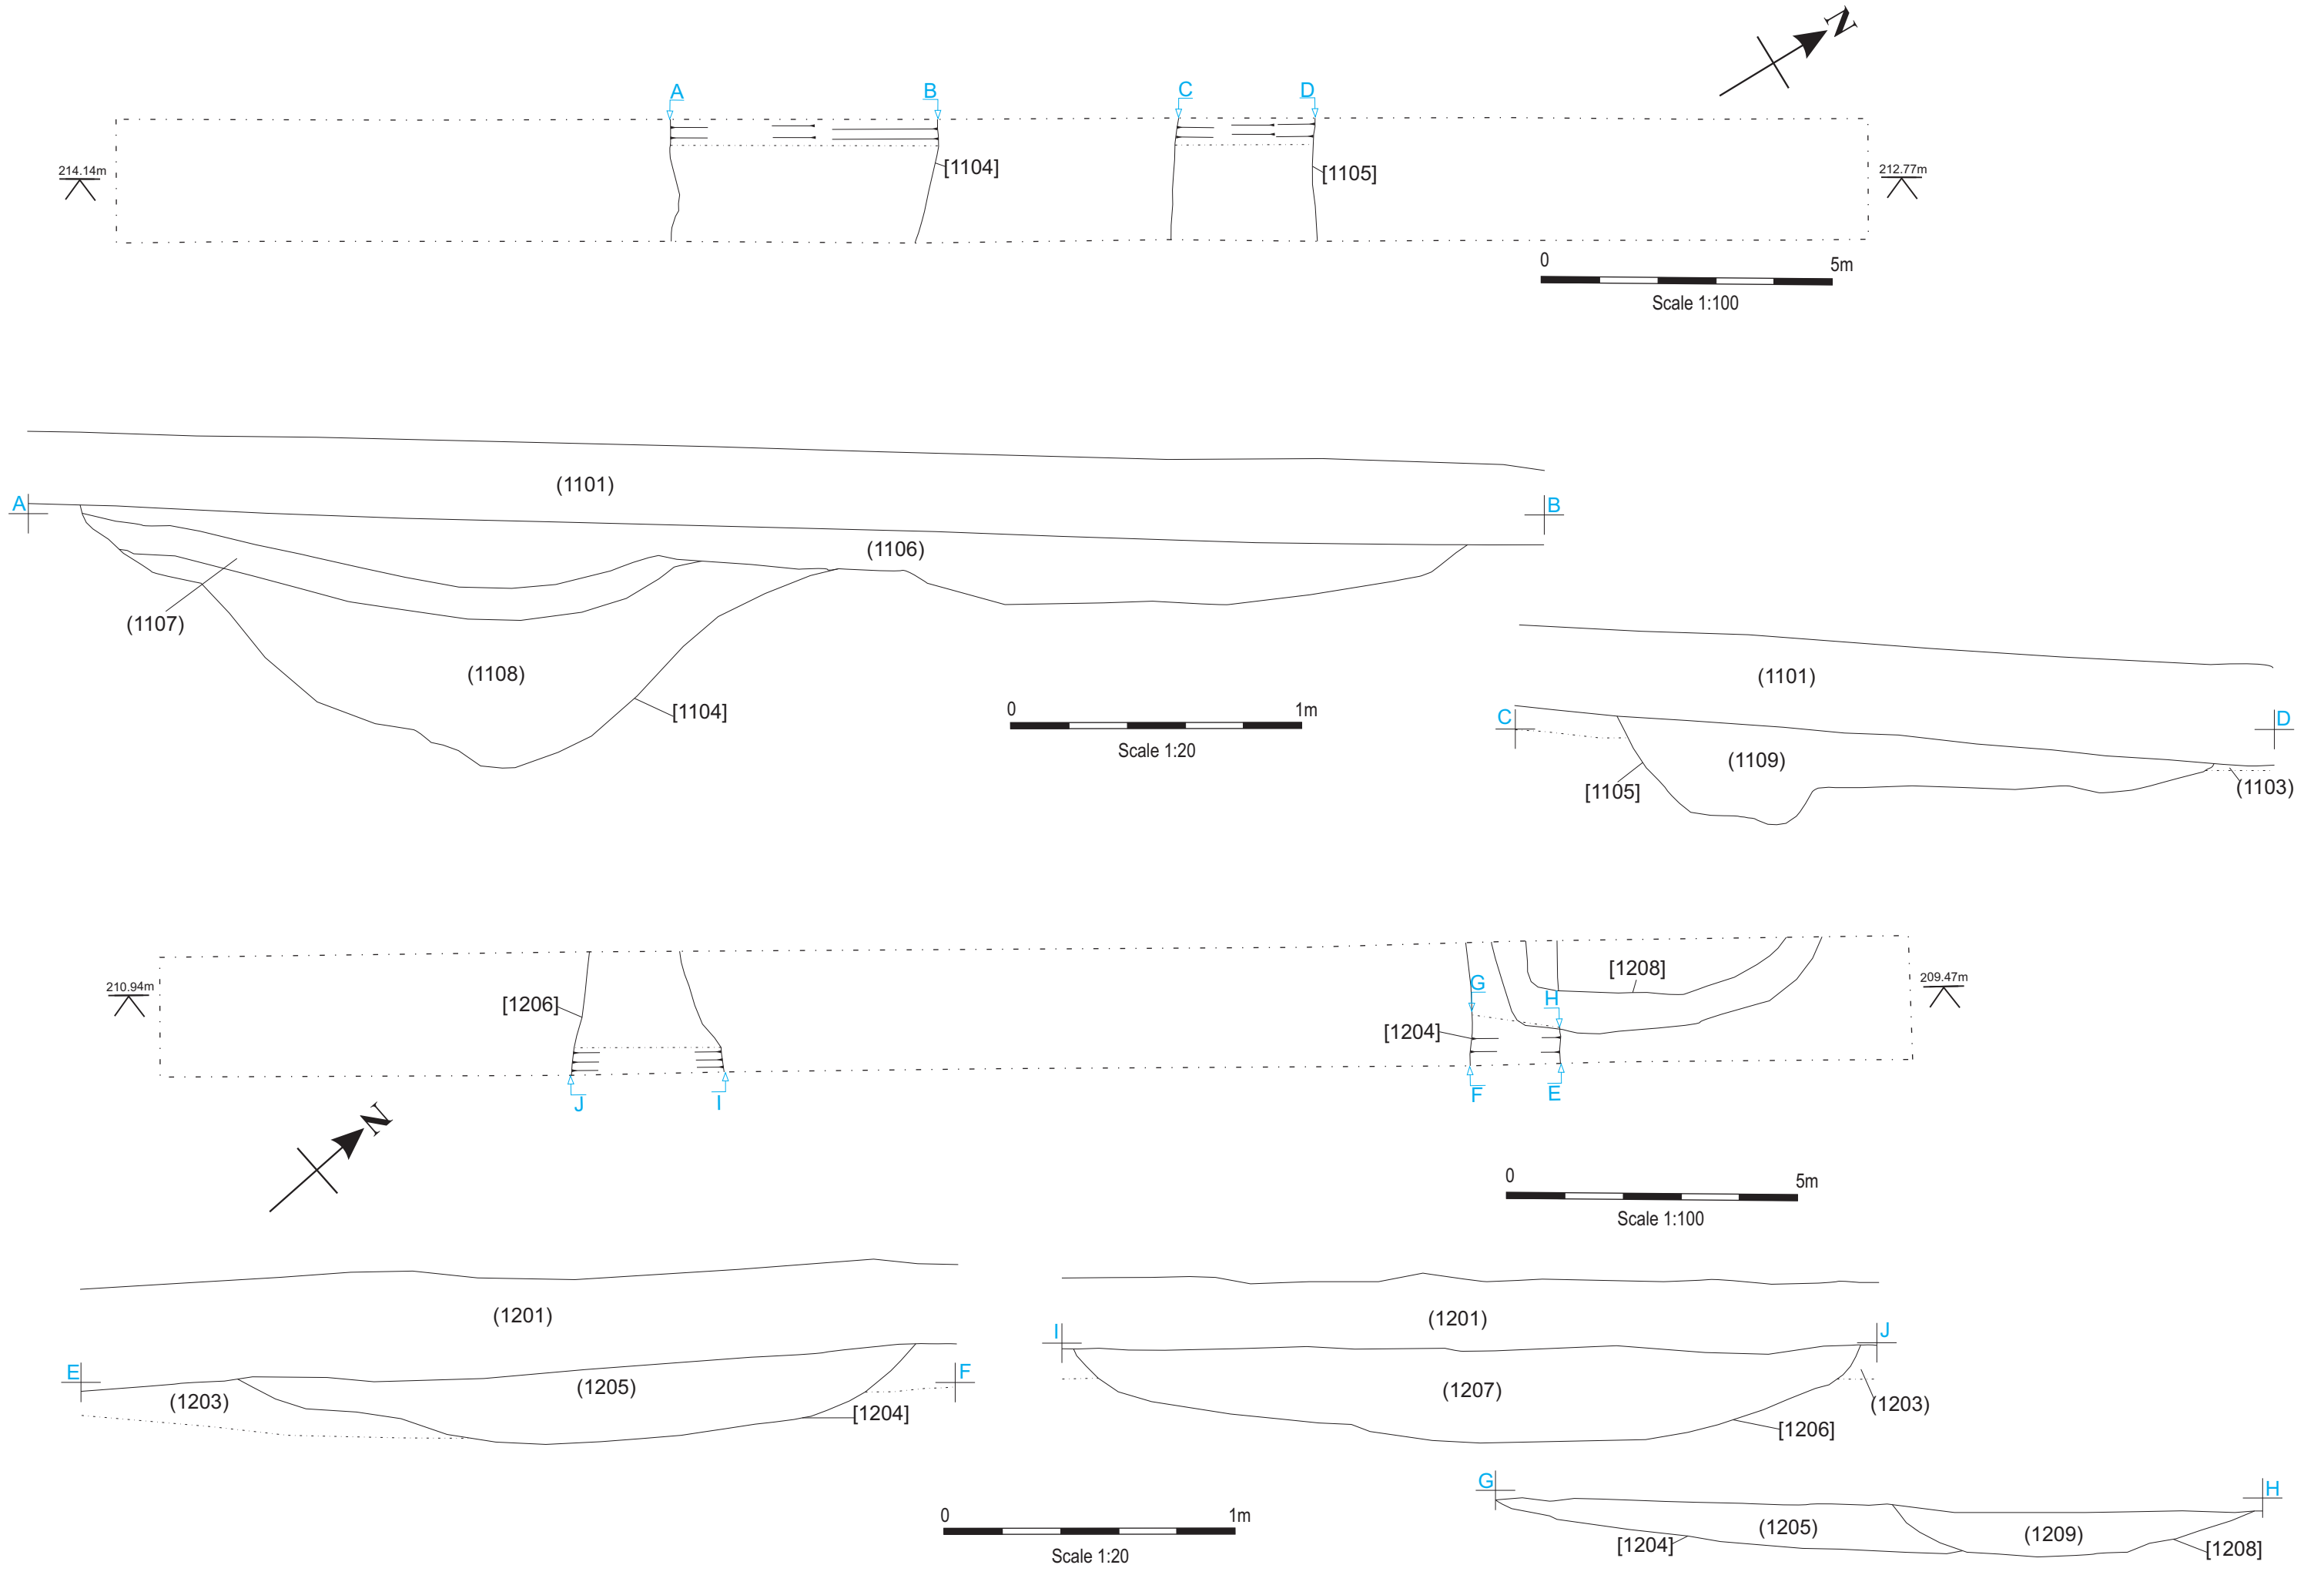 N
A
B
C
D
[1104]
[1105]
214.14m
212.77m
0
5m
Scale 1:100
(1101)
A
B
(1106)
(1107)
(1108)
[1104]
0
1m
Scale 1:20
(1101)
C
D
(1109)
[1105]
(1103)
[1208]
210.94m
209.47m
[1206]
G
H
[1204]
J
I
F
E
N
0
5m
Scale 1:100
(1201)
E
F
(1205)
(1203)
[1204]
(1201)
I
J
(1207)
(1203)
[1206]
G
H
(1205)
(1209)
[1204]
[1208]
0
1m
Scale 1:20